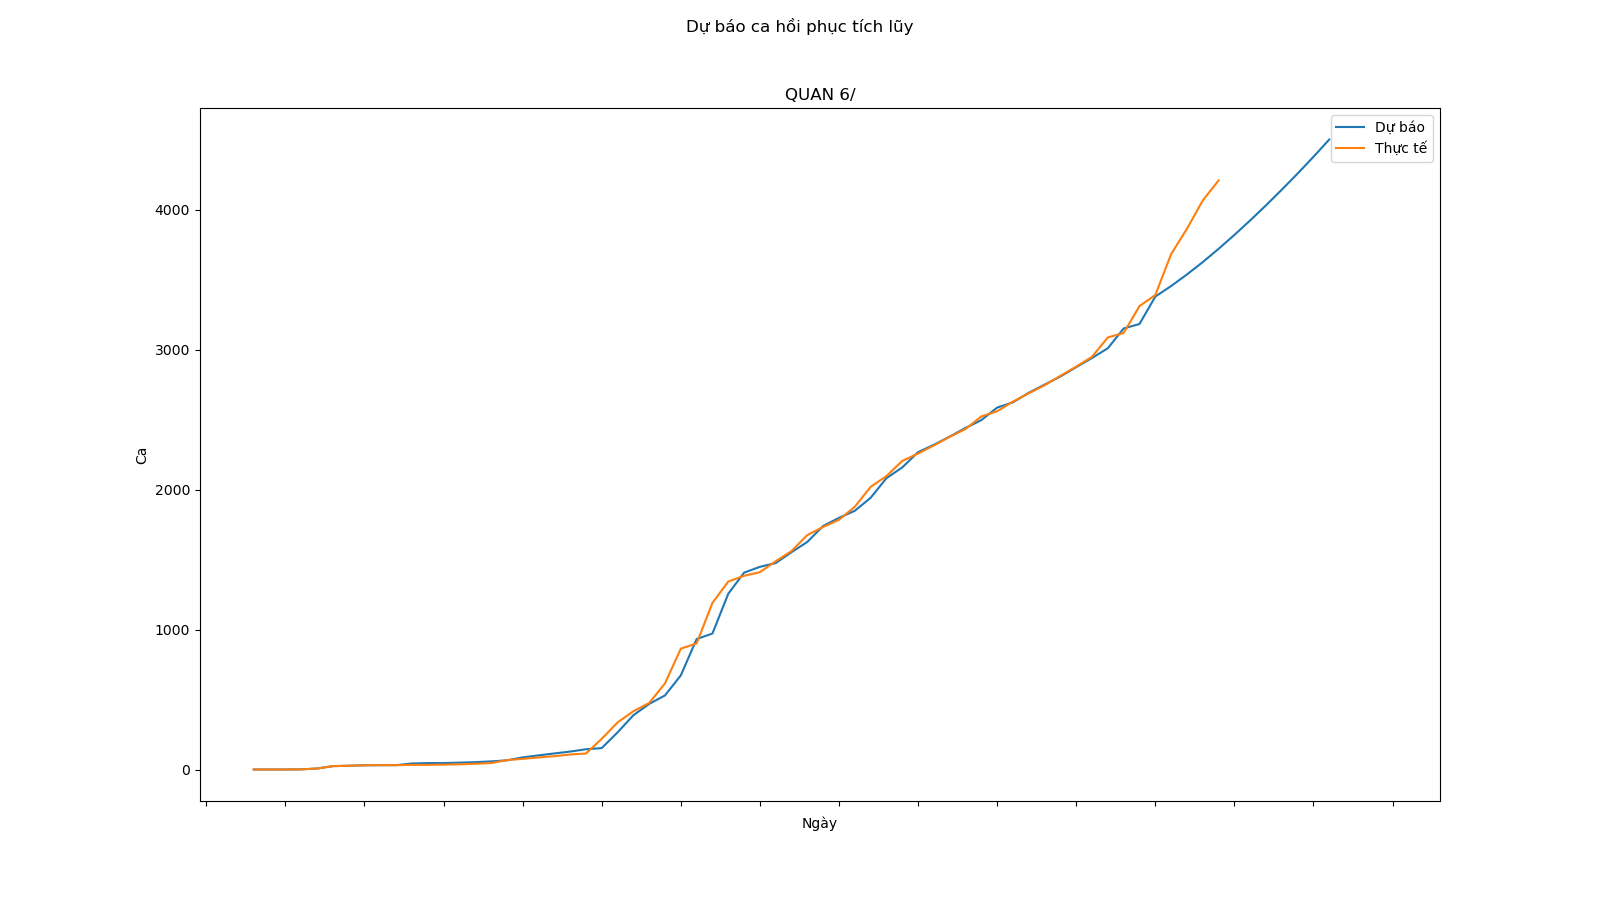 Dự báo ca hồi phục tích lũy
QUAN 6/
Dự báo
Thực tế
4000
3000
2000
1000
0
Ca
Ngày